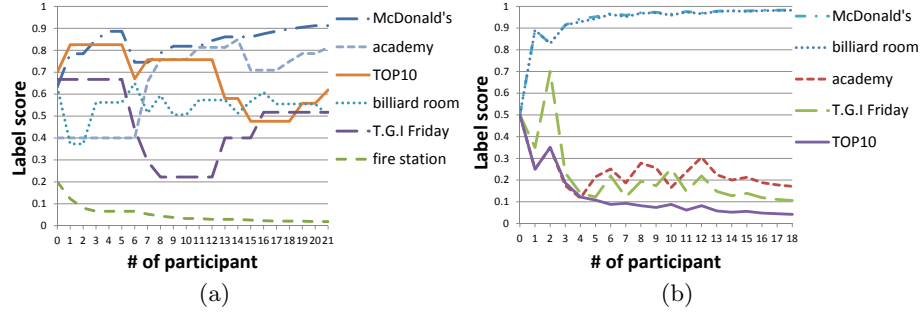 1
0.9
0.8
0.7
0.6
0.5
0.4
0.3
0.2
0.1
0
Label score
0 1 2 3 4 5 6 7 8 9 10 11 12 13 14 15 16 17 18 19 20 21
# of participant
McDonald's
academy
TOP10
billiard room
T.G.I Friday
fire station
(a)
1
0.9
0.8
0.7
0.6
0.5
0.4
0.3
0.2
0.1
0
Label score
0 1 2 3 4 5 6 7 8 9 10 11 12 13 14 15 16 17 18
# of participant
McDonald's
billiard room
academy
T.G.I Friday
TOP10
(b)